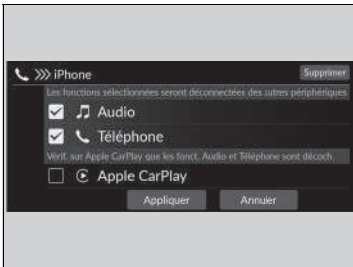 iPhone
Supprimer
Les fonctions sélectionnées seront déconnectées des autres périphériques
Audio
Téléphone
Vérif. sur Apple CarPlay que les fonct. Audio et Téléphone sont décoch.
Apple CarPlay
Appliquer
Annuler